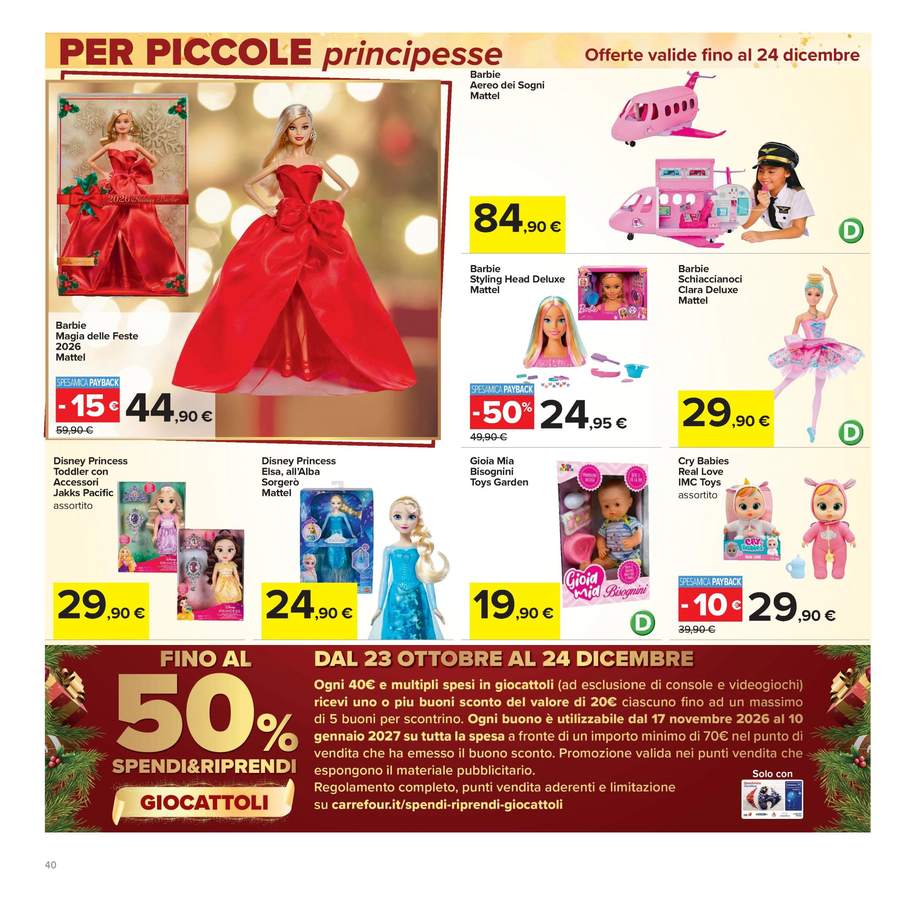 PER PICCOLE principesse
Offerte valide fino al 24 dicembre
2026
Barbie
Magia delle Feste
2026
Mattel
SPESAMICA PAYBACK
- 15 €
59,90 €
44,90 €
Barbie
Aereo dei Sogni
Mattel
84,90 €
D
Barbie
Styling Head Deluxe
Mattel
Barbie
SPESAMICA PAYBACK
-50%
49,90 €
24,95 €
Barbie
Schiaccianoci
Clara Deluxe
Mattel
29,90 €
D
Disney Princess
Toddler con
Accessori
Jakks Pacific
assortito
29,90 €
Disney Princess
Elsa, all'Alba
Sorgerò
Mattel
24,90 €
Gioia Mia
Bisognini
Toys Garden
Gioia
mia Bisognini
19,90 €
D
Cry Babies
Real Love
IMC Toys
assortito
CRY
BABIES
SPESAMICA PAYBACK
- 10 €
39,90 €
29,90 €
FINO AL
50%
SPENDI&RIPRENDI
GIOCATTOLI
DAL 23 OTTOBRE AL 24 DICEMBRE
Ogni 40€ e multipli spesi in giocattoli (ad esclusione di console e videogiochi)
ricevi uno o piu buoni sconto del valore di 20€ ciascuno fino ad un massimo
di 5 buoni per scontrino. Ogni buono è utilizzabile dal 17 novembre 2026 al 10
gennaio 2027 su tutta la spesa a fronte di un importo minimo di 70€ nel punto di
vendita che ha emesso il buono sconto. Promozione valida nei punti vendita che
espongono il materiale pubblicitario.
Regolamento completo, punti vendita aderenti e limitazione
su carrefour.it/spendi-riprendi-giocattoli
Solo con
40